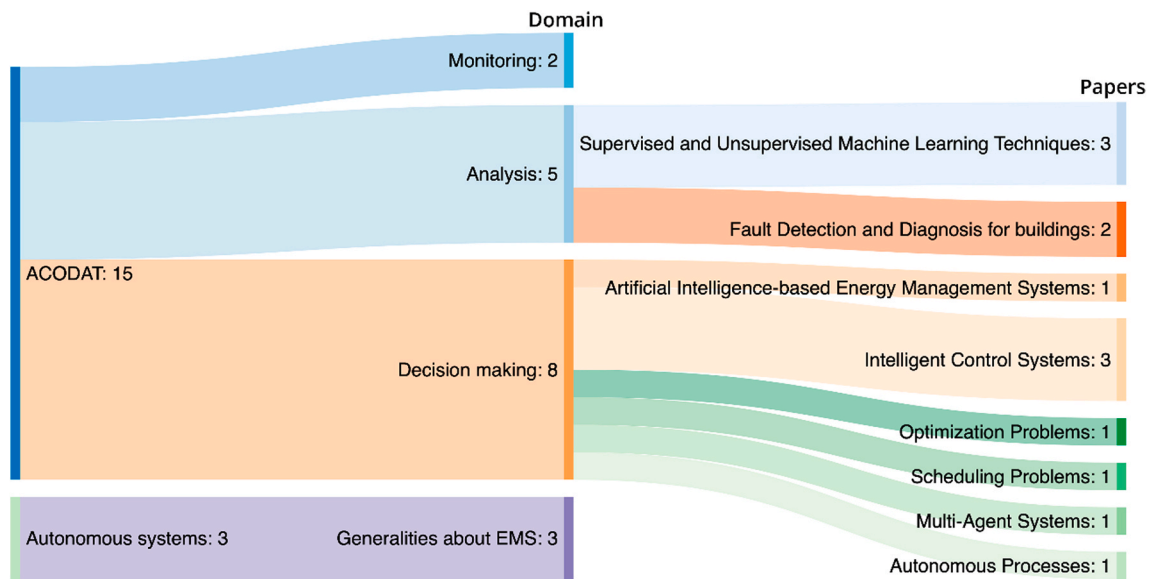 Domain
Monitoring: 2
Papers
Supervised and Unsupervised Machine Learning Techniques: 3
Analysis: 5
Fault Detection and Diagnosis for buildings: 2
ACODAT: 15
Artificial Intelligence-based Energy Management Systems: 1
Intelligent Control Systems: 3
Decision making: 8
Optimization Problems: 1
Scheduling Problems: 1
Multi-Agent Systems: 1
Autonomous systems: 3
Generalities about EMS: 3
Autonomous Processes: 1